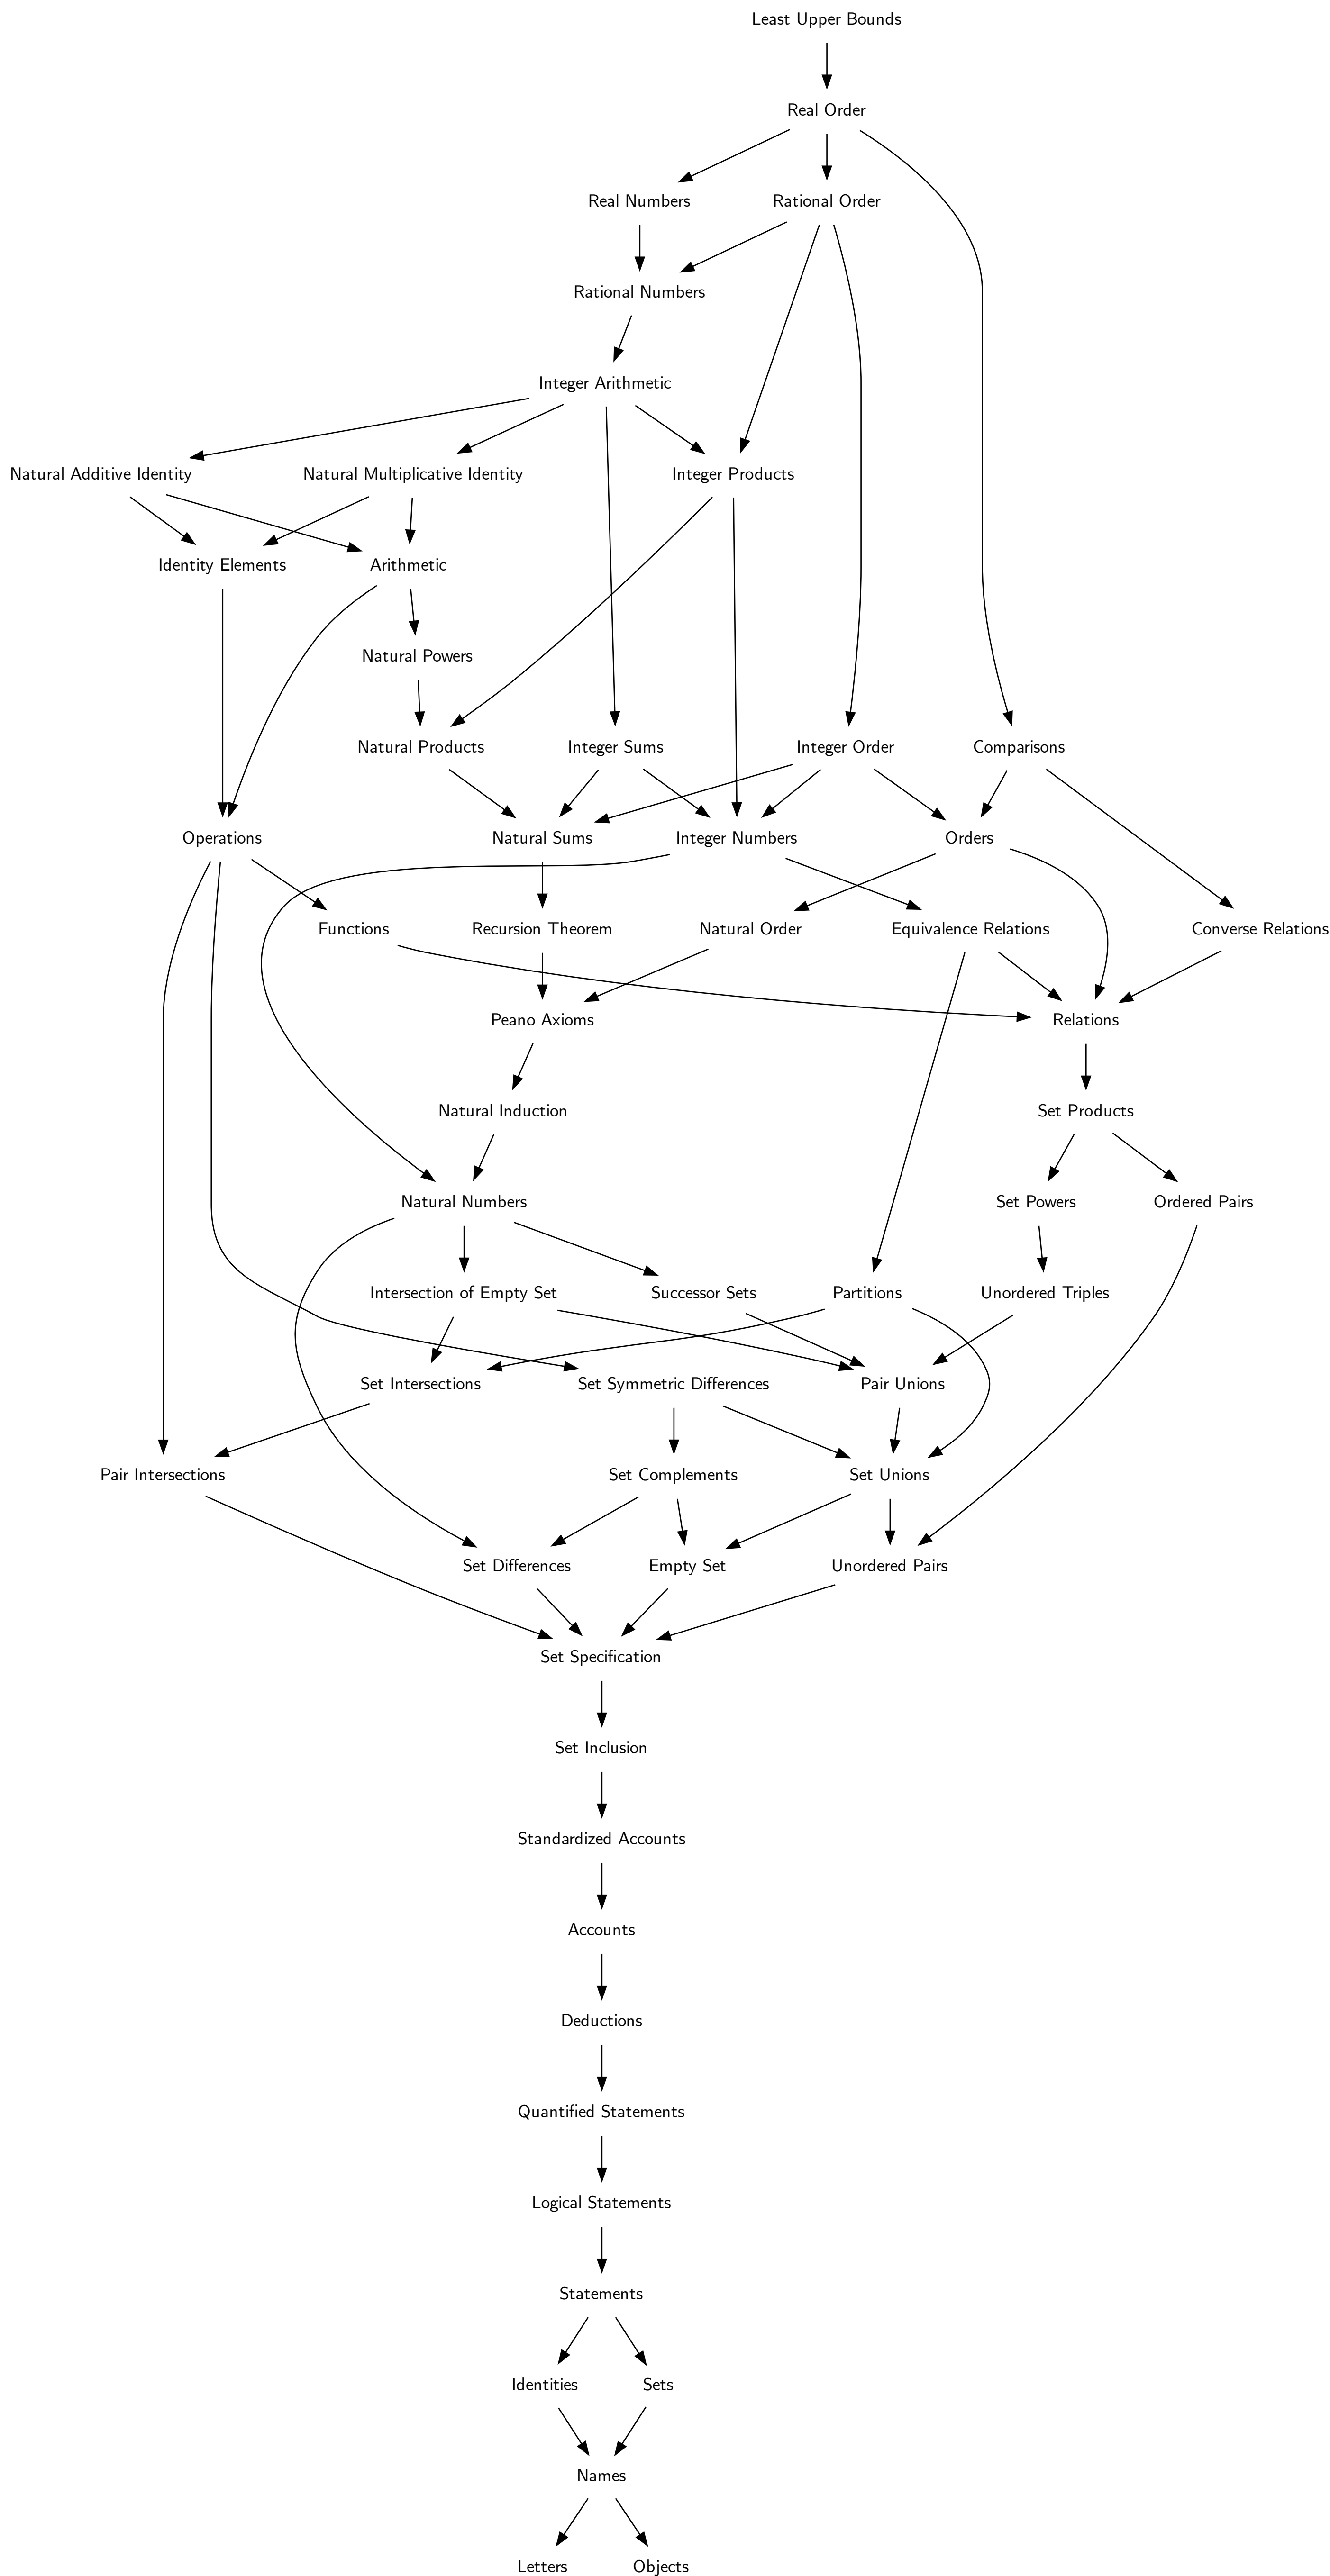 Least Upper Bounds
Real Order
Real Numbers
Rational Order
Rational Numbers
Integer Arithmetic
Natural Additive Identity
Natural Multiplicative Identity
Integer Products
Identity Elements
Arithmetic
Natural Powers
Natural Products
Integer Sums
Integer Order
Comparisons
Operations
Natural Sums
Integer Numbers
Orders
Functions
Recursion Theorem
Natural Order
Equivalence Relations
Converse Relations
Peano Axioms
Relations
Natural Induction
Set Products
Natural Numbers
Set Powers
Ordered Pairs
Intersection of Empty Set
Successor Sets
Partitions
Unordered Triples
Set Intersections
Set Symmetric Differences
Pair Unions
Pair Intersections
Set Complements
Set Unions
Set Differences
Empty Set
Unordered Pairs
Set Specification
Set Inclusion
Standardized Accounts
Accounts
Deductions
Quantified Statements
Logical Statements
Statements
Identities
Sets
Names
Letters
Objects